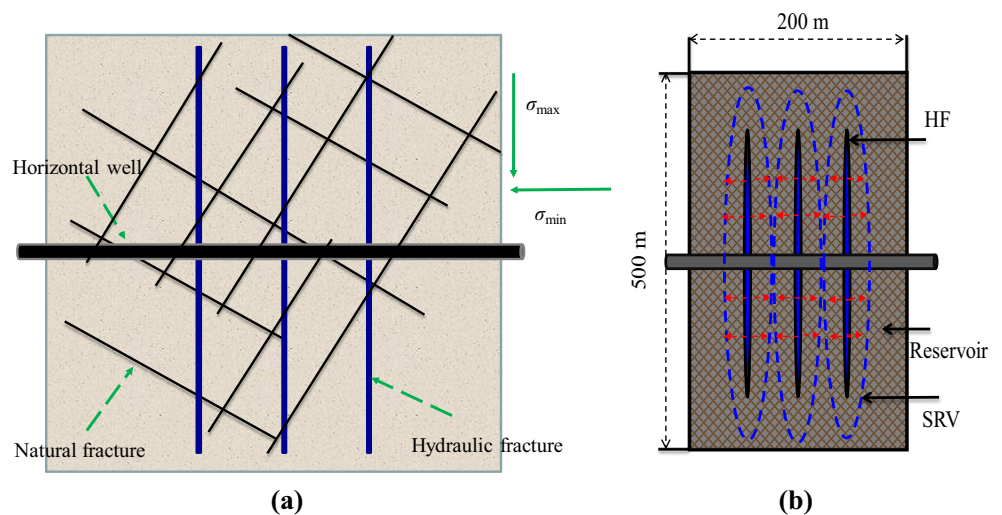 σmax
σmin
Horizontal well
Natural fracture
Hydraulic fracture
(a)
200 m
500 m
HF
Reservoir
SRV
(b)